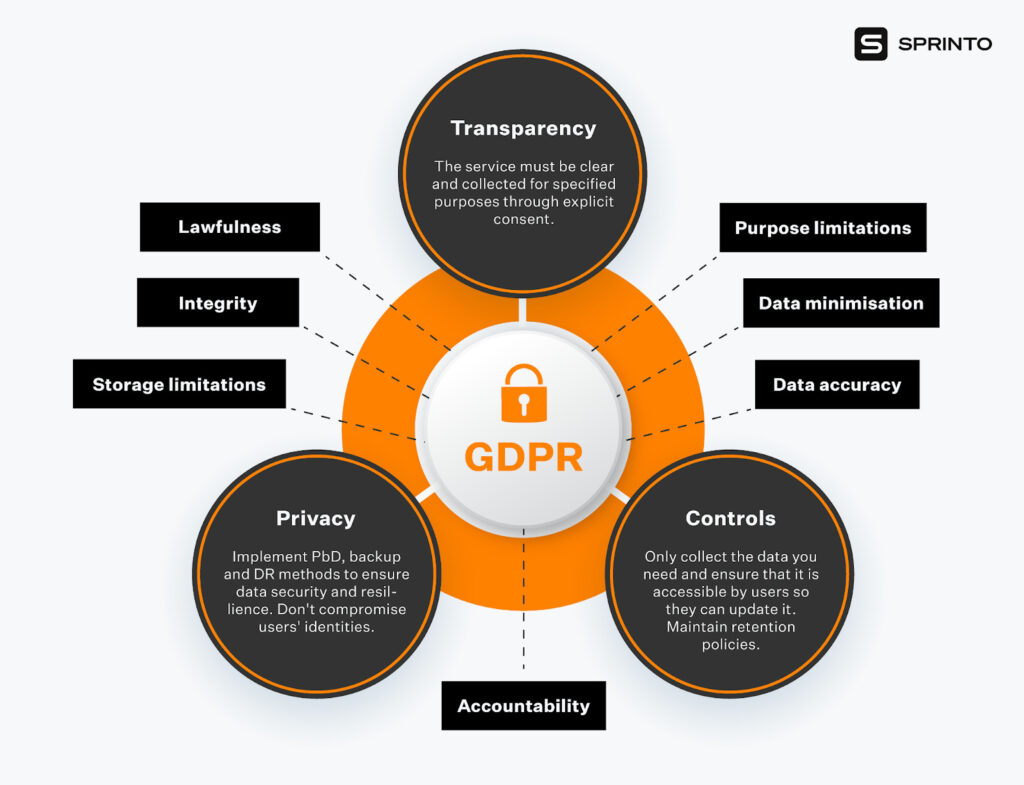 SPRINTO
Transparency
The service must be clear
and collected for specified
purposes through explicit
consent.
Lawfulness
Integrity
Storage limitations
Purpose limitations
Data minimisation
Data accuracy
GDPR
Privacy
Implement PbD, backup
and DR methods to ensure
data security and resil-
lience. Don't compromise
users' identities.
Controls
Only collect the data you
need and ensure that it is
accessible by users so
they can update it.
Maintain retention
policies.
Accountability